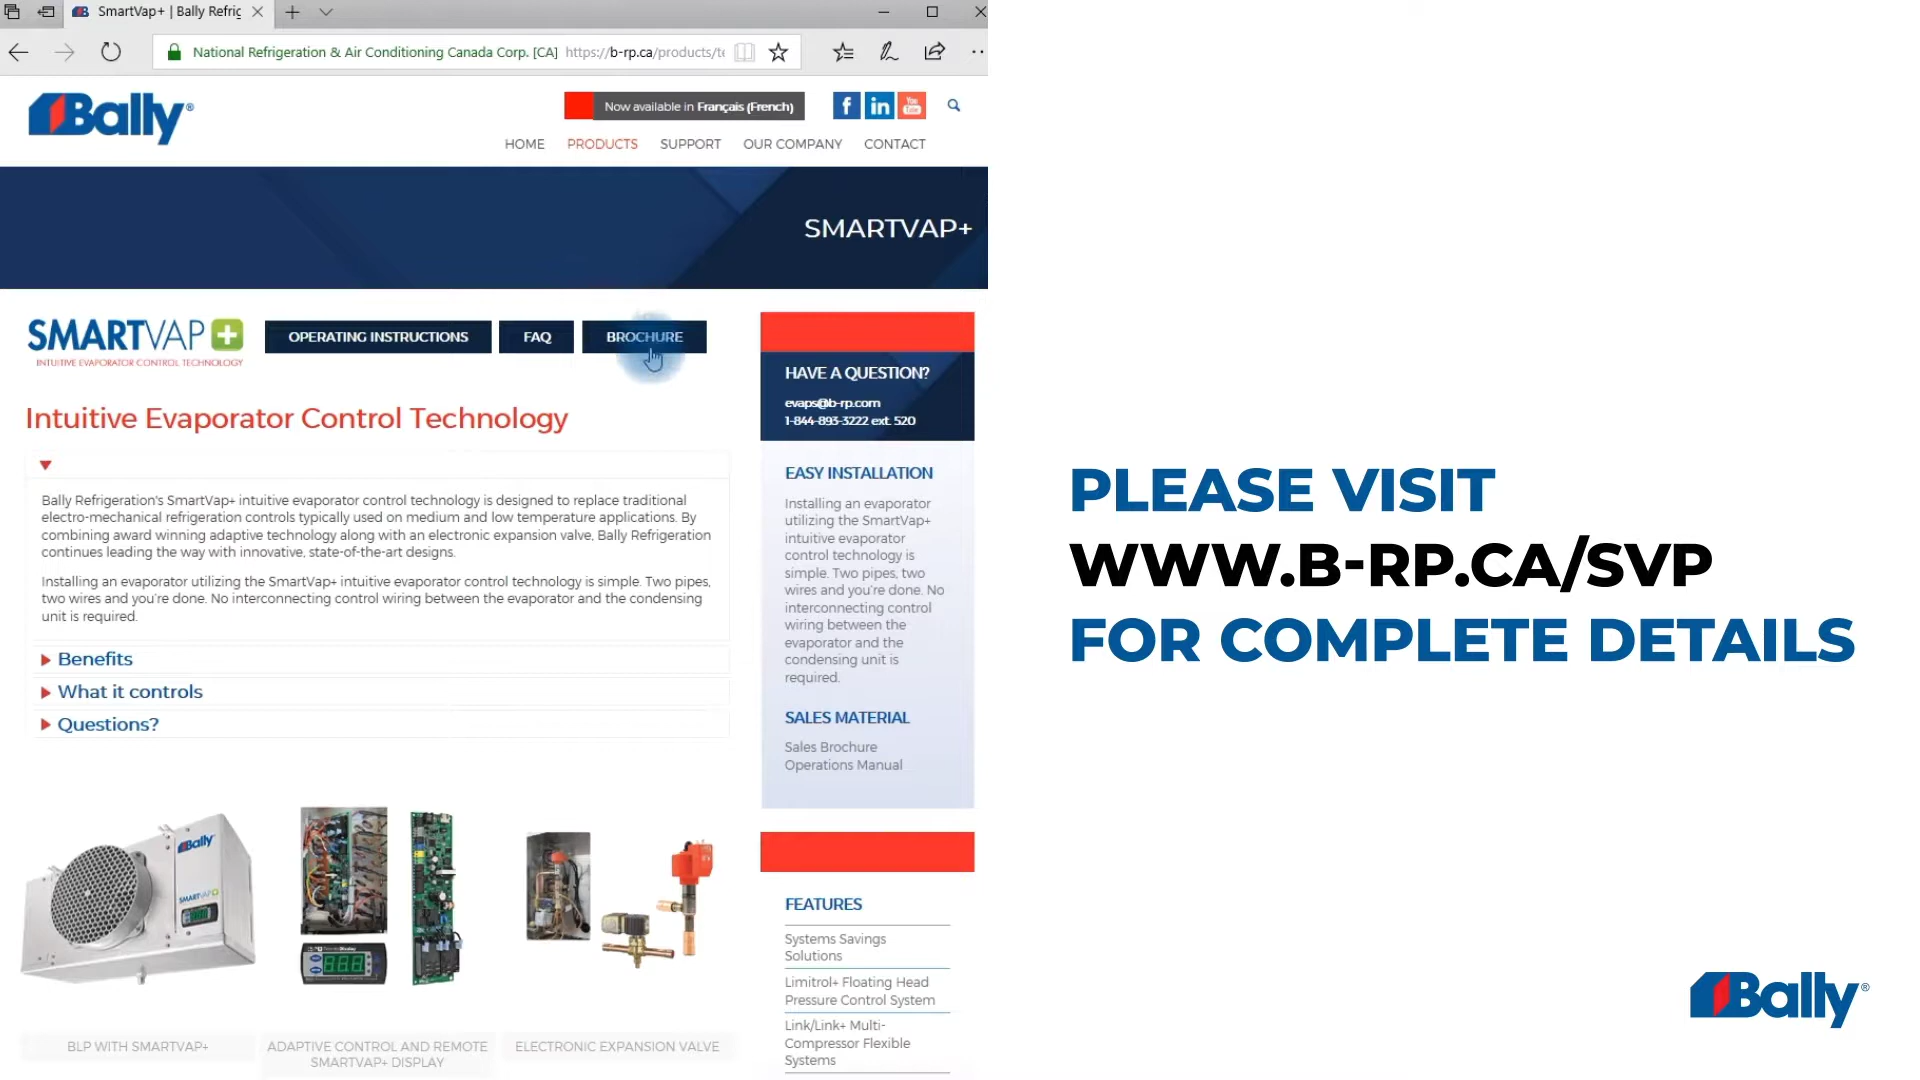 SmartVap+ | Bally Refrig
National Refrigeration & Air Conditioning Canada Corp. [CA] https://b-rp.ca/products/te
Bally®
Now available in Français (French)
f in You Tube
HOME PRODUCTS SUPPORT OUR COMPANY CONTACT
SMARTVAP+
SMARTVAP+
INTUITIVE EVAPORATOR CONTROL TECHNOLOGY
OPERATING INSTRUCTIONS FAQ BROCHURE
Intuitive Evaporator Control Technology
Bally Refrigeration's SmartVap+ intuitive evaporator control technology is designed to replace traditional
electro-mechanical refrigeration controls typically used on medium and low temperature applications. By
combining award winning adaptive technology along with an electronic expansion valve, Bally Refrigeration
continues leading the way with innovative, state-of-the-art designs.
Installing an evaporator utilizing the SmartVap+ intuitive evaporator control technology is simple. Two pipes,
two wires and you're done. No interconnecting control wiring between the evaporator and the condensing
unit is required.
Benefits
What it controls
Questions?
Bally
SMARTVAP+
BLP WITH SMARTVAP+
ADAPTIVE CONTROL AND REMOTE
SMARTVAP+ DISPLAY
ELECTRONIC EXPANSION VALVE
HAVE A QUESTION?
evaps@b-rp.com
1-844-893-3222 ext. 520
EASY INSTALLATION
Installing an evaporator
utilizing the SmartVap+
intuitive evaporator
control technology is
simple. Two pipes, two
wires and you're done. No
interconnecting control
wiring between the
evaporator and the
condensing unit is
required.
SALES MATERIAL
Sales Brochure
Operations Manual
FEATURES
Systems Savings
Solutions
Limitrol+ Floating Head
Pressure Control System
Link/Link+ Multi-
Compressor Flexible
Systems
PLEASE VISIT
WWW.B-RP.CA/SVP
FOR COMPLETE DETAILS
Bally®